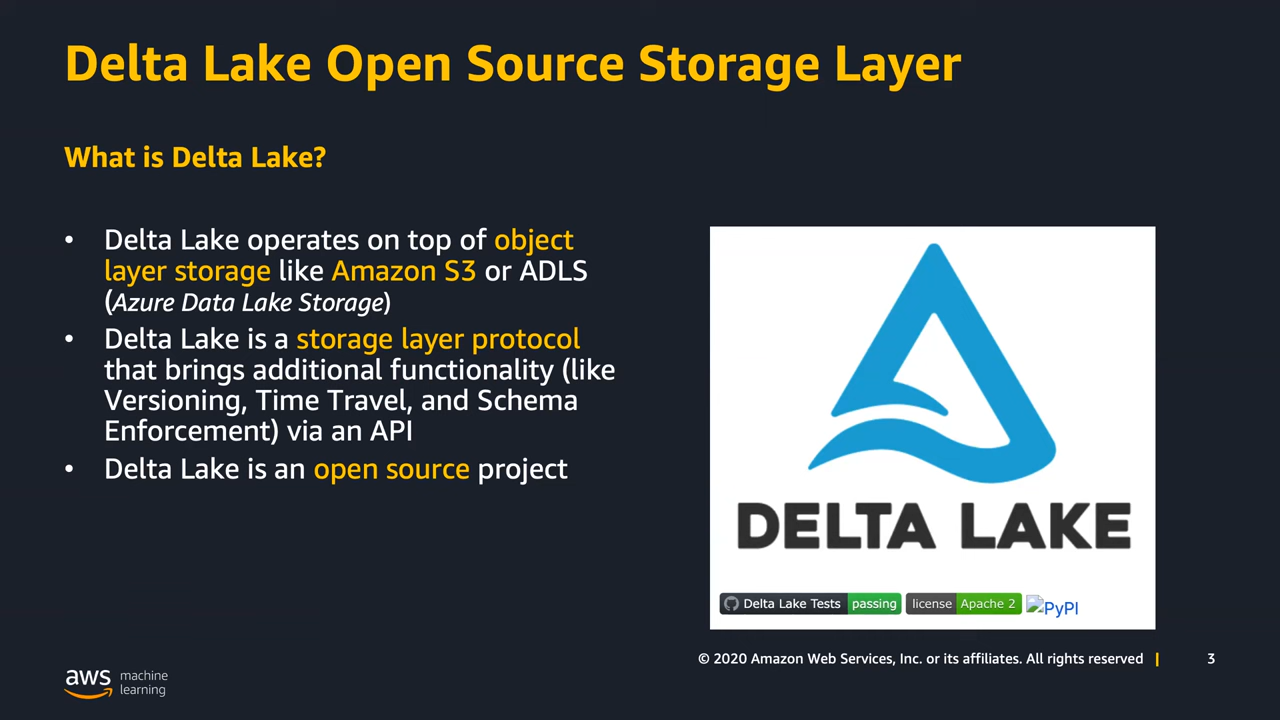 Delta Lake Open Source Storage Layer
What is Delta Lake?
• Delta Lake operates on top of object
layer storage like Amazon S3 or ADLS
(Azure Data Lake Storage)
• Delta Lake is a storage layer protocol
that brings additional functionality (like
Versioning, Time Travel, and Schema
Enforcement) via an API
• Delta Lake is an open source project
DELTA LAKE
Delta Lake Tests passing license Apache 2 PyPI
© 2020 Amazon Web Services, Inc. or its affiliates. All rights reserved | 3
aws machine
learning